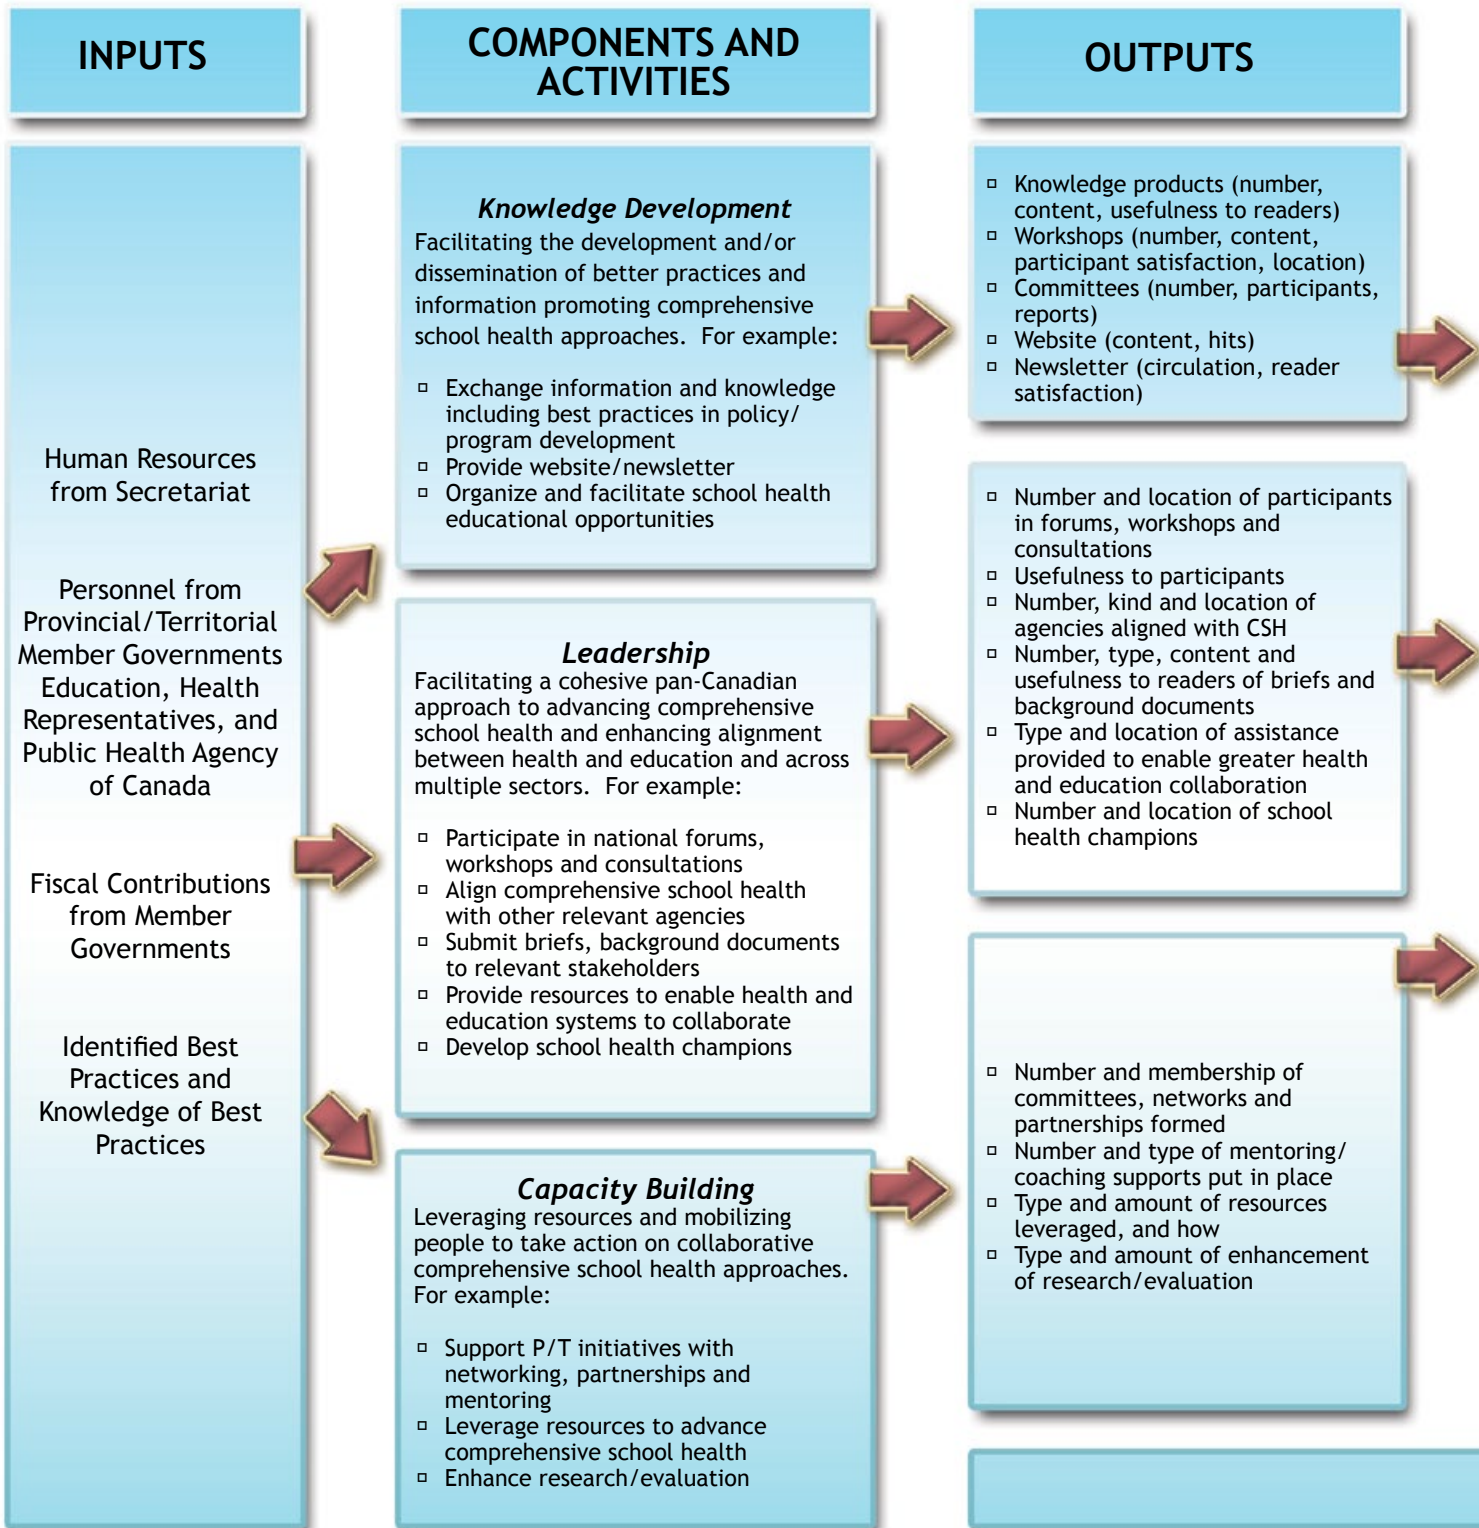 INPUTS
COMPONENTS AND
ACTIVITIES
OUTPUTS
Human Resources
from Secretariat
Personnel from
Provincial/Territorial
Member Governments
Education, Health
Representatives, and
Public Health Agency
of Canada
Fiscal Contributions
from Member
Governments
Identified Best
Practices and
Knowledge of Best
Practices
Knowledge Development
Facilitating the development and/or
dissemination of better practices and
information promoting comprehensive
school health approaches. For example:
▫ Exchange information and knowledge
including best practices in policy/
program development
▫ Provide website/newsletter
▫ Organize and facilitate school health
educational opportunities
Leadership
Facilitating a cohesive pan-Canadian
approach to advancing comprehensive
school health and enhancing alignment
between health and education and across
multiple sectors. For example:
▫ Participate in national forums,
workshops and consultations
▫ Align comprehensive school health
with other relevant agencies
▫ Submit briefs, background documents
to relevant stakeholders
▫ Provide resources to enable health and
education systems to collaborate
▫ Develop school health champions
Capacity Building
Leveraging resources and mobilizing
people to take action on collaborative
comprehensive school health approaches.
For example:
▫ Support P/T initiatives with
networking, partnerships and
mentoring
▫ Leverage resources to advance
comprehensive school health
▫ Enhance research/evaluation
▫ Knowledge products (number,
content, usefulness to readers)
▫ Workshops (number, content,
participant satisfaction, location)
▫ Committees (number, participants,
reports)
▫ Website (content, hits)
▫ Newsletter (circulation, reader
satisfaction)
▫ Number and location of participants
in forums, workshops and
consultations
▫ Usefulness to participants
▫ Number, kind and location of
agencies aligned with CSH
▫ Number, type, content and
usefulness to readers of briefs and
background documents
▫ Type and location of assistance
provided to enable greater health
and education collaboration
▫ Number and location of school
health champions
▫ Number and membership of
committees, networks and
partnerships formed
▫ Number and type of mentoring/
coaching supports put in place
▫ Type and amount of resources
leveraged, and how
▫ Type and amount of enhancement
of research/evaluation